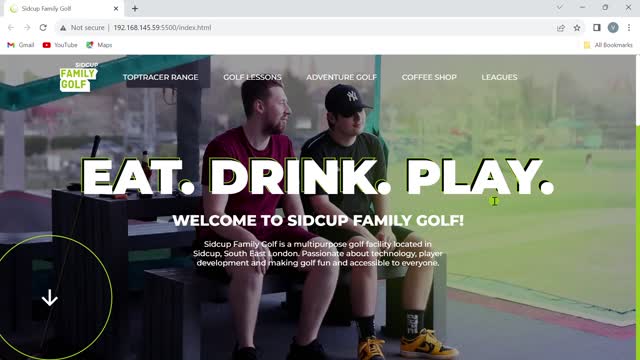 Sidcup Family Golf
Not secure
192.168.145.59:5500/index.html
Gmail
YouTube
Maps
All Bookmarks
V
SIDCUP
FAMILY
GOLF
TOPTRACER RANGE
GOLF LESSONS
ADVENTURE GOLF
COFFEE SHOP
LEAGUES
EAT. DRINK. PLAY.
WELCOME TO SIDCUP FAMILY GOLF!
Sidcup Family Golf is a multipurpose golf facility located in
Sidcup, South East London. Passionate about technology, player
development and making golf fun and accessible to everyone.